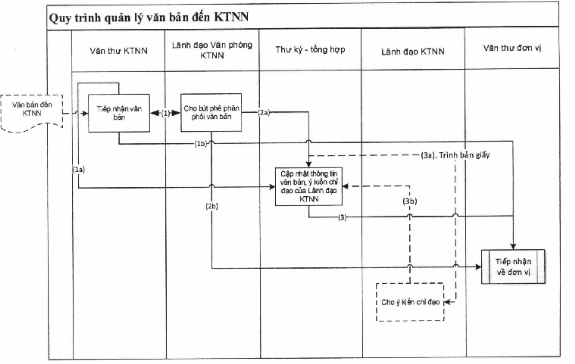 Quy trình quản lý văn bản đến KTNN
Văn thư KTNN
Lãnh đạo Văn phòng
KTNN
Thư ký - tổng hợp
Lãnh đạo KTNN
Văn thư đơn vị
Văn bản đến
KTNN
Tiếp nhận văn
bản
(1)
Cho bút phê phân
phối văn bản
(2a)
(1b)
(3a). Trình bản giấy
(1a)
Cập nhật thông tin
văn bản, ý kiến chỉ
đạo của Lãnh đạo
KTNN
(2b)
(3b)
(3)
Tiếp nhận
về đơn vị
Cho ý kiến chỉ đạo